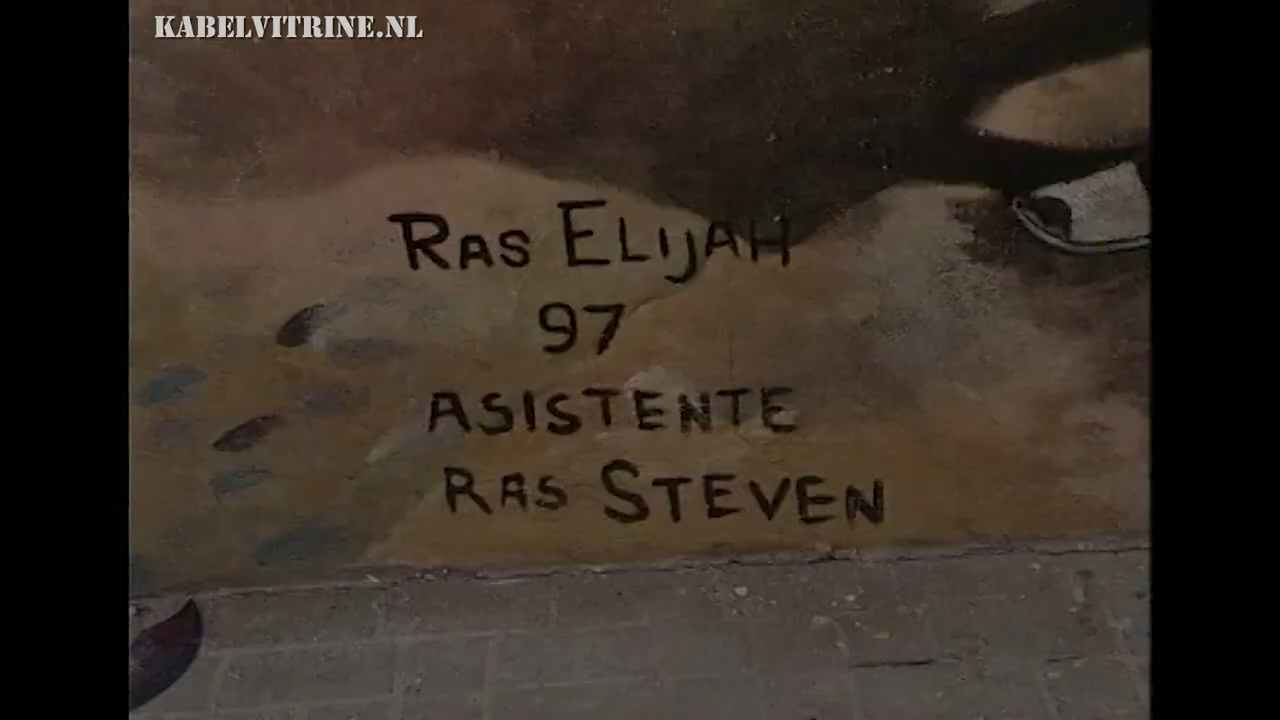 KABELVITRINE.NL
RAS ELIJAH
97
ASISTENTE
RAS STEVEN